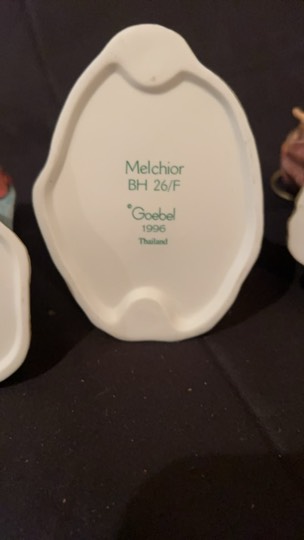 Melchior
BH 26/F
©Goebel
1996
Thailand